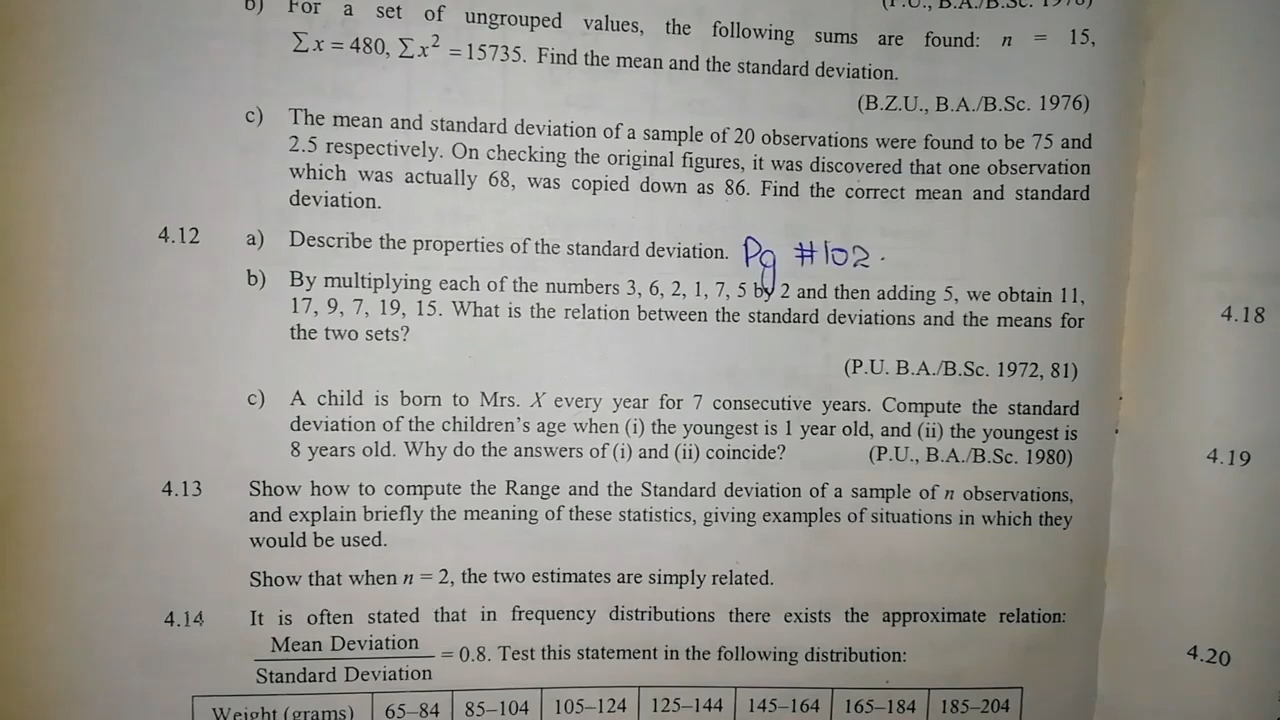 (P.U., B.A./B.Sc. 1976)
b) For a set of ungrouped values, the following sums are found: n = 15,
∑x = 480, ∑x² = 15735. Find the mean and the standard deviation.
(B.Z.U., B.A./B.Sc. 1976)
c) The mean and standard deviation of a sample of 20 observations were found to be 75 and
2.5 respectively. On checking the original figures, it was discovered that one observation
which was actually 68, was copied down as 86. Find the correct mean and standard
deviation.
4.12 a) Describe the properties of the standard deviation. Pg #102.
b) By multiplying each of the numbers 3, 6, 2, 1, 7, 5 by 2 and then adding 5, we obtain 11,
17, 9, 7, 19, 15. What is the relation between the standard deviations and the means for
the two sets?
4.18
(P.U. B.A./B.Sc. 1972, 81)
c) A child is born to Mrs. X every year for 7 consecutive years. Compute the standard
deviation of the children's age when (i) the youngest is 1 year old, and (ii) the youngest is
8 years old. Why do the answers of (i) and (ii) coincide? (P.U., B.A./B.Sc. 1980)
4.19
4.13 Show how to compute the Range and the Standard deviation of a sample of n observations,
and explain briefly the meaning of these statistics, giving examples of situations in which they
would be used.
Show that when n = 2, the two estimates are simply related.
4.14 It is often stated that in frequency distributions there exists the approximate relation:
Mean Deviation
= 0.8. Test this statement in the following distribution:
Standard Deviation
4.20
Weight (grams) 65–84 85–104 105–124 125–144 145–164 165–184 185–204